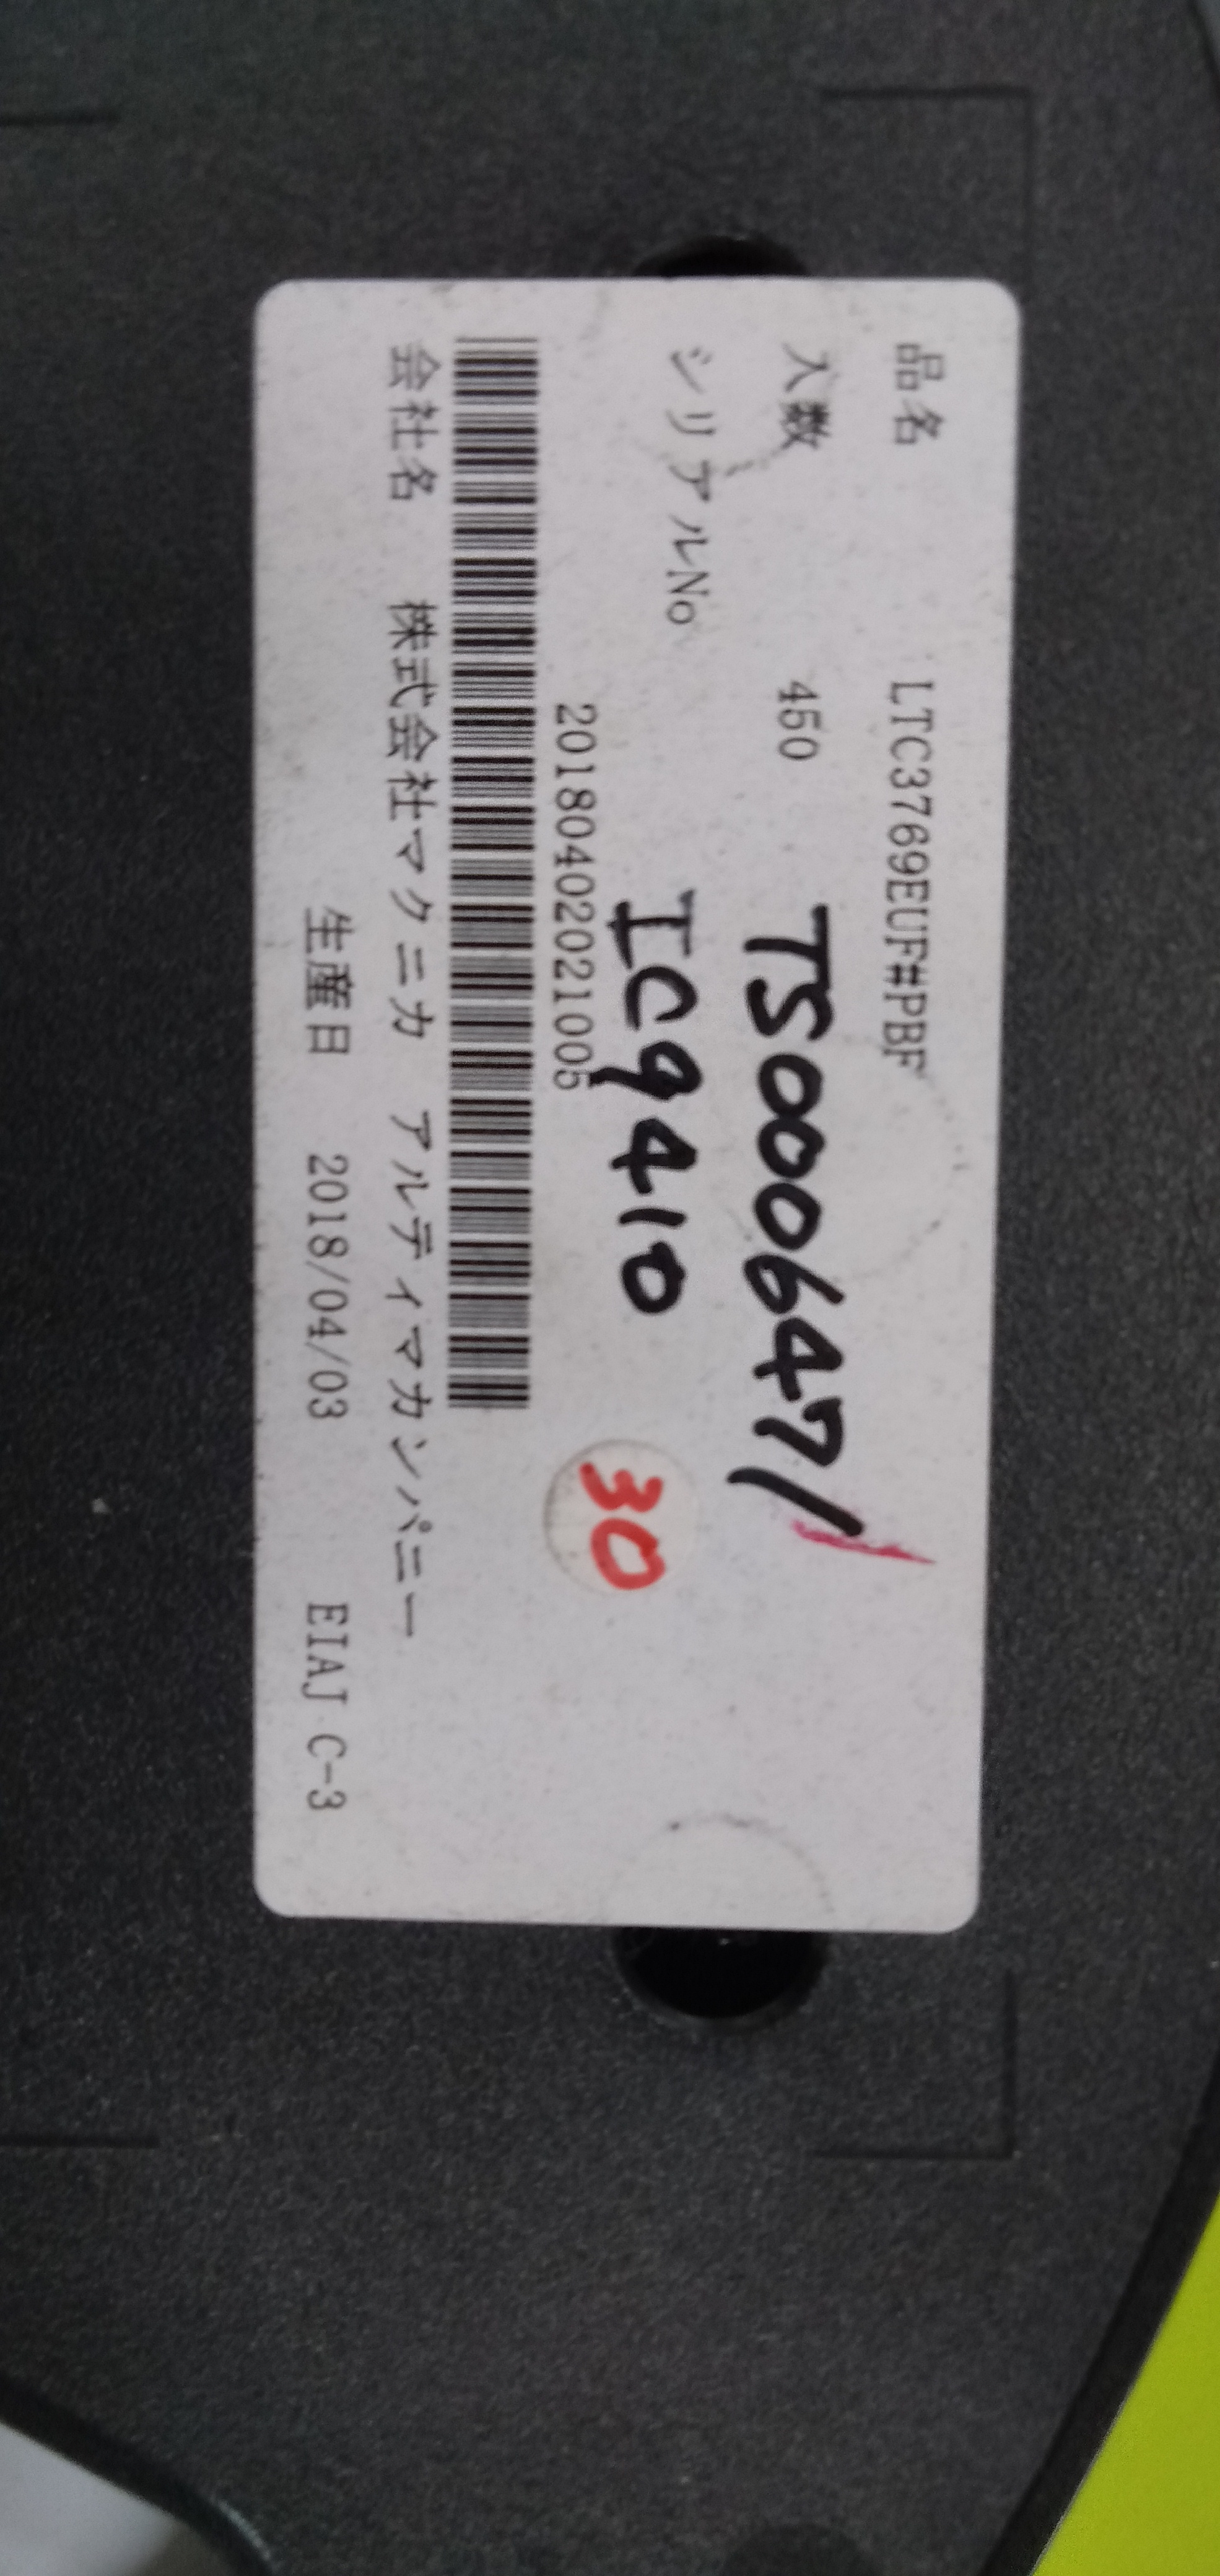 品名 LTC3769EUF#PBF
入数 450 TS0006471
シリアルNo IC9410
20180402021005
30
会社名 株式会社マクニカ アルティマカンパニー
生産日 2018/04/03 EIAJ C-3